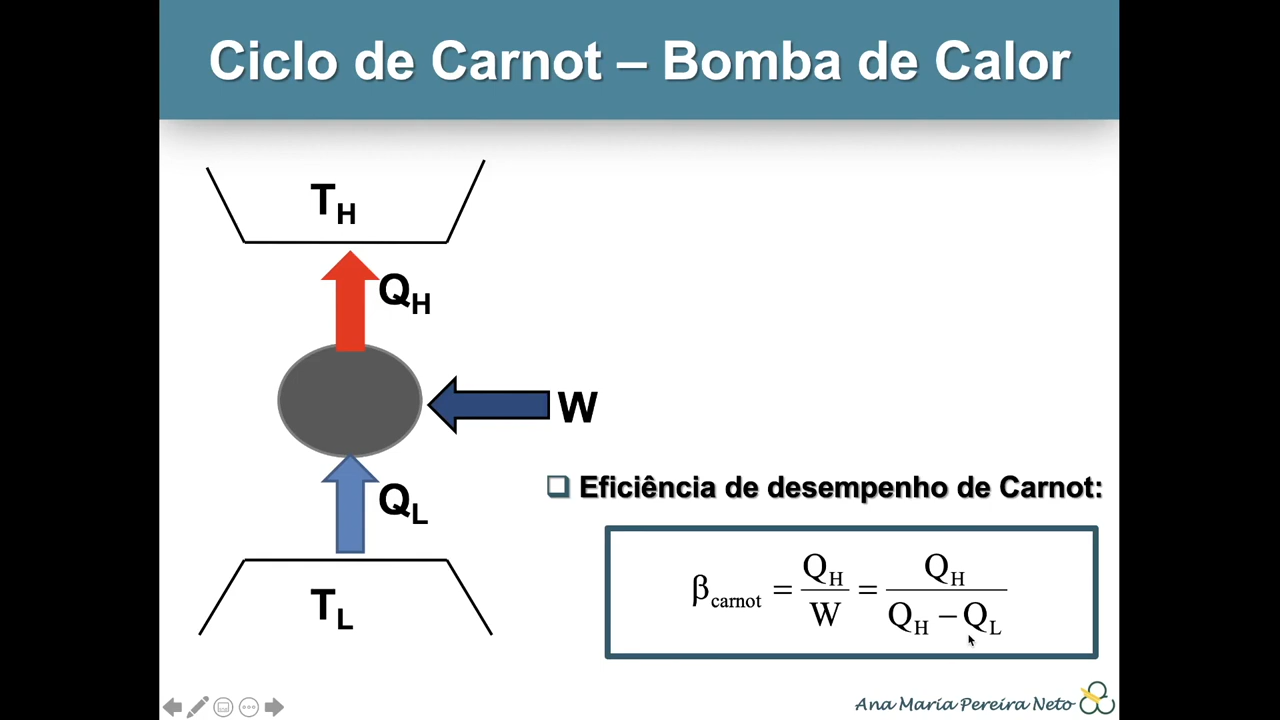 Ciclo de Carnot – Bomba de Calor
T_H
Q_H
W
Q_L
T_L
❑ Eficiência de desempenho de Carnot:
β_carnot = Q_H / W = Q_H / (Q_H − Q_L)
Ana Maria Pereira Neto